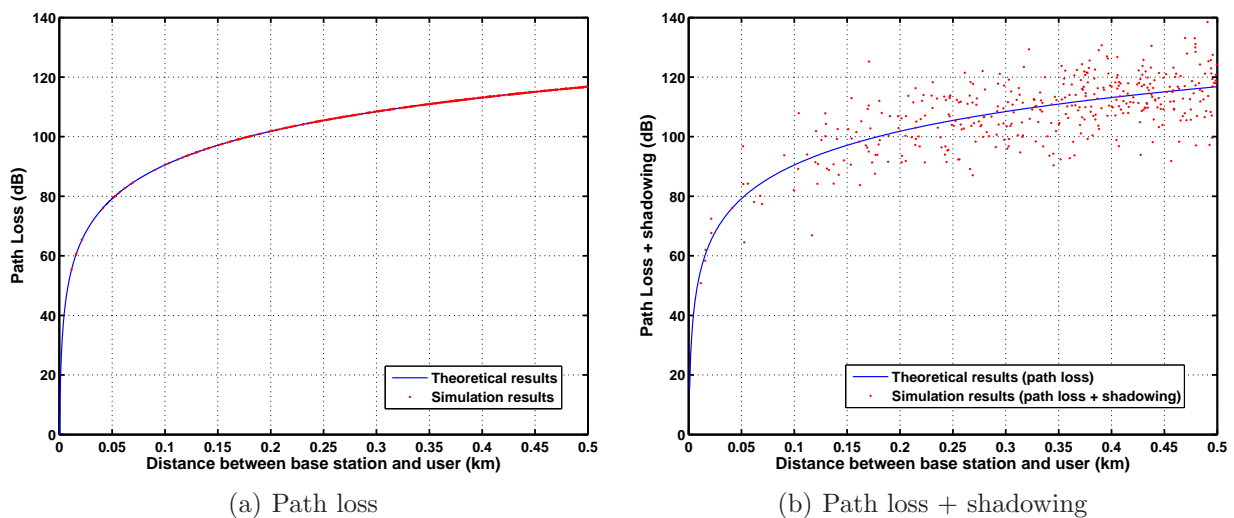 140
120
100
80
60
40
20
0
Path Loss (dB)
0 0.05 0.1 0.15 0.2 0.25 0.3 0.35 0.4 0.45 0.5
Distance between base station and user (km)
Theoretical results
Simulation results
(a) Path loss
140
120
100
80
60
40
20
0
Path Loss + shadowing (dB)
0 0.05 0.1 0.15 0.2 0.25 0.3 0.35 0.4 0.45 0.5
Distance between base station and user (km)
Theoretical results (path loss)
Simulation results (path loss + shadowing)
(b) Path loss + shadowing